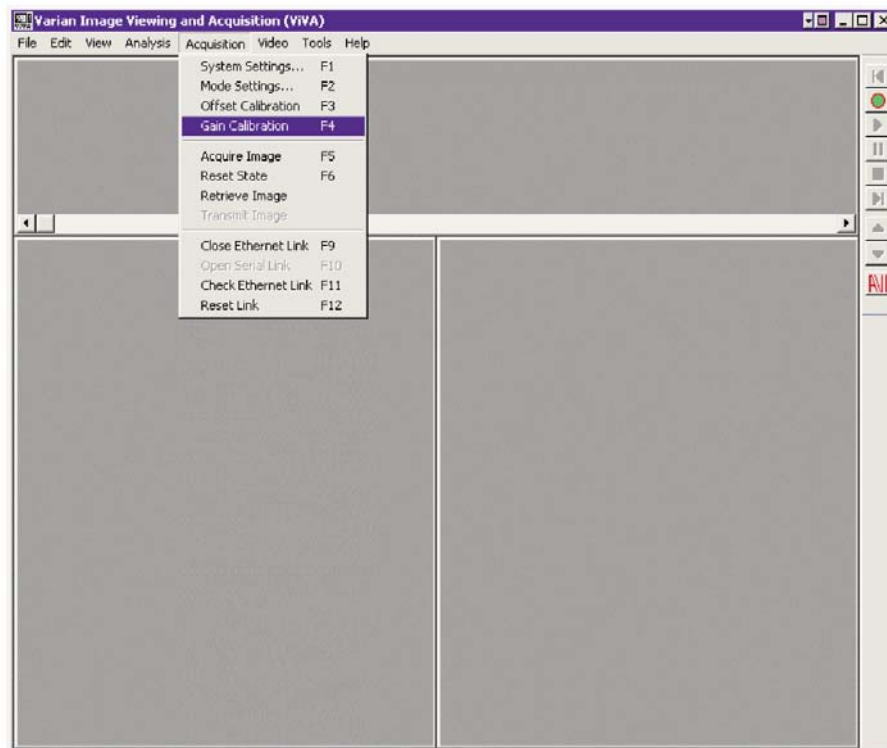 Varian Image Viewing and Acquisition (ViVA)
File Edit View Analysis Acquisition Video Tools Help
System Settings... F1
Mode Settings... F2
Offset Calibration F3
Gain Calibration F4
Acquire Image F5
Reset State F6
Retrieve Image
Transmit Image
Close Ethernet Link F9
Open Serial Link F10
Check Ethernet Link F11
Reset Link F12